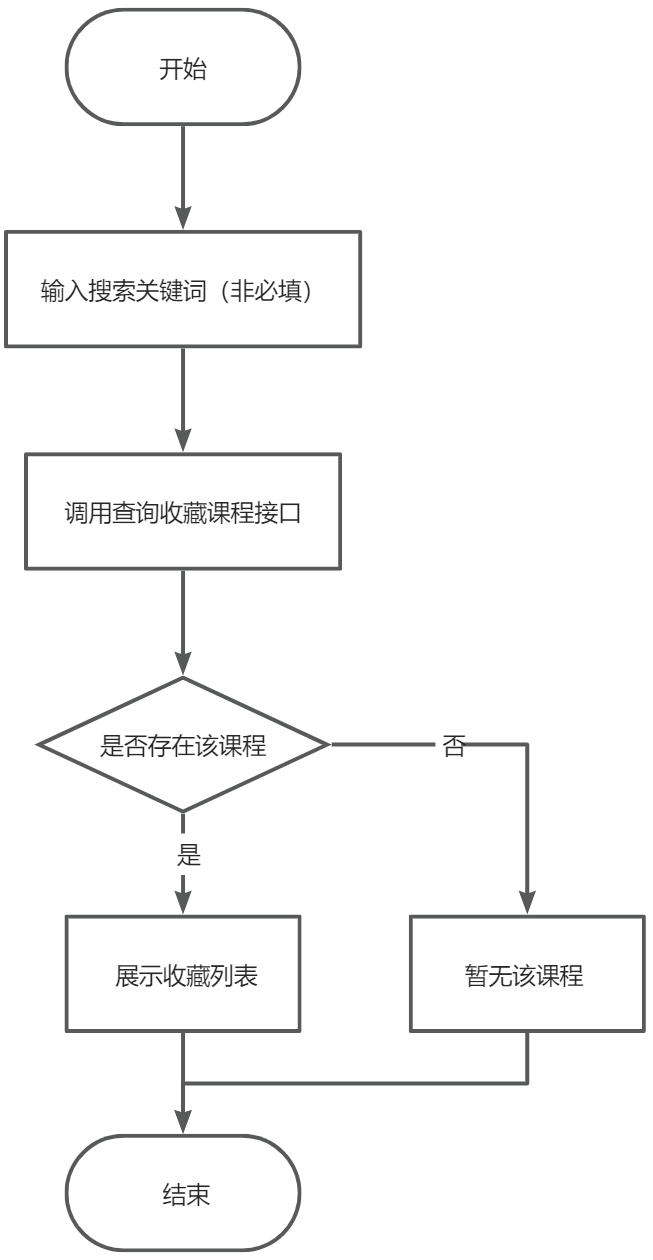 开始
输入搜索关键词（非必填）
调用查询收藏课程接口
是否存在该课程
否
是
展示收藏列表
暂无该课程
结束